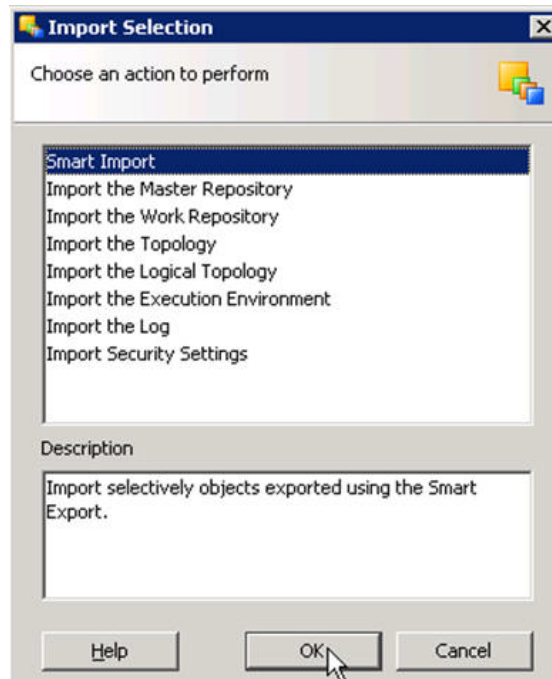 Import Selection
Choose an action to perform
Smart Import
Import the Master Repository
Import the Work Repository
Import the Topology
Import the Logical Topology
Import the Execution Environment
Import the Log
Import Security Settings
Description
Import selectively objects exported using the Smart
Export.
Help OK Cancel